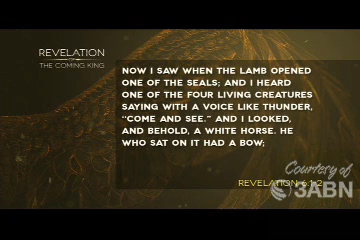 REVELATION
OF
THE COMING KING
NOW I SAW WHEN THE LAMB OPENED
ONE OF THE SEALS; AND I HEARD
ONE OF THE FOUR LIVING CREATURES
SAYING WITH A VOICE LIKE THUNDER,
“COME AND SEE.” AND I LOOKED,
AND BEHOLD, A WHITE HORSE. HE
WHO SAT ON IT HAD A BOW;
REVELATION 6:1-2
Courtesy of
3ABN